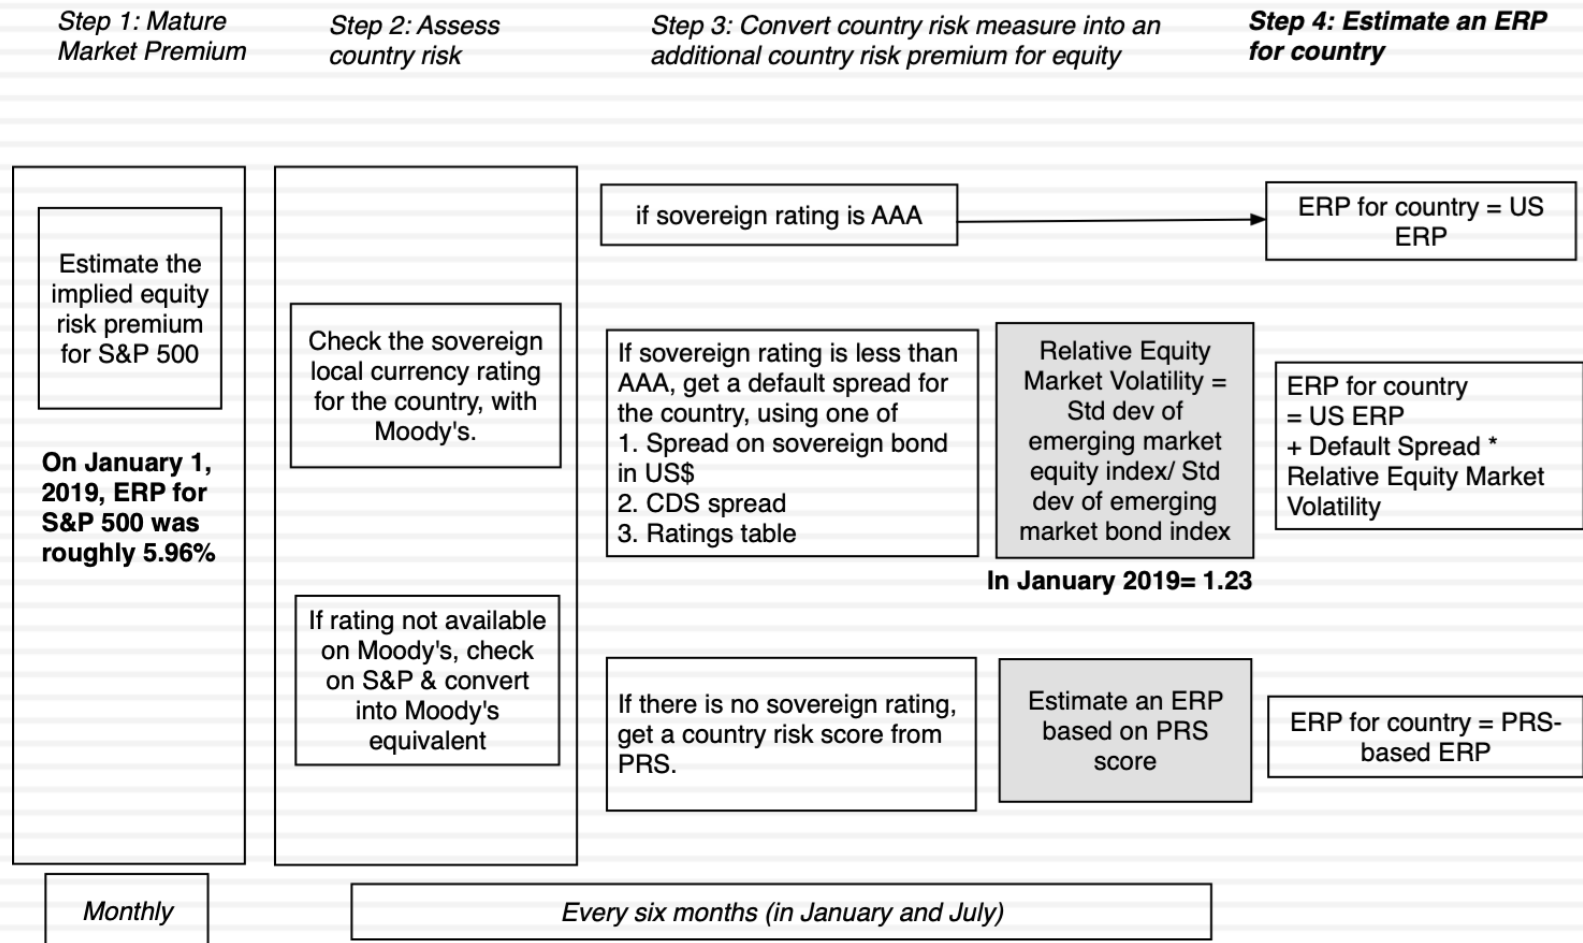 Step 1: Mature
Market Premium
Step 2: Assess
country risk
Step 3: Convert country risk measure into an
additional country risk premium for equity
Step 4: Estimate an ERP
for country
Estimate the
implied equity
risk premium
for S&P 500
On January 1,
2019, ERP for
S&P 500 was
roughly 5.96%
Check the sovereign
local currency rating
for the country, with
Moody's.
If rating not available
on Moody's, check
on S&P & convert
into Moody's
equivalent
if sovereign rating is AAA
ERP for country = US
ERP
If sovereign rating is less than
AAA, get a default spread for
the country, using one of
1. Spread on sovereign bond
in US$
2. CDS spread
3. Ratings table
Relative Equity
Market Volatility =
Std dev of
emerging market
equity index/ Std
dev of emerging
market bond index
In January 2019= 1.23
ERP for country
= US ERP
+ Default Spread *
Relative Equity Market
Volatility
If there is no sovereign rating,
get a country risk score from
PRS.
Estimate an ERP
based on PRS
score
ERP for country = PRS-
based ERP
Monthly
Every six months (in January and July)